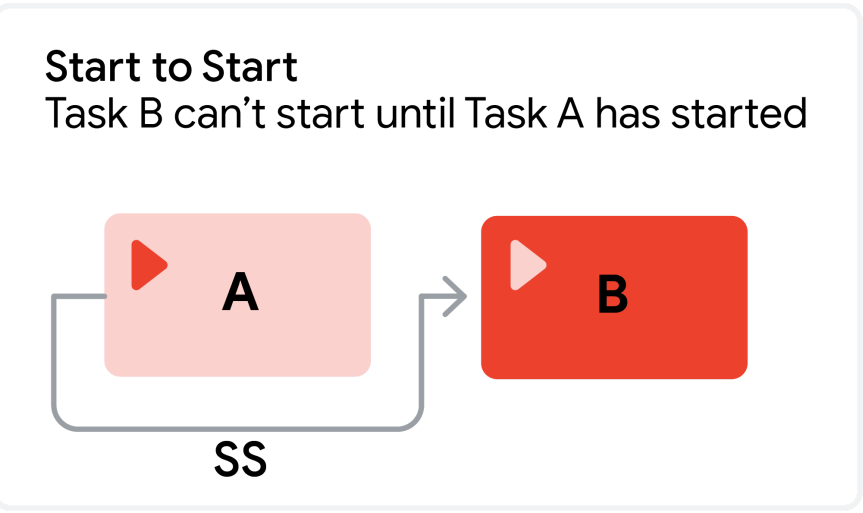 Start to Start
Task B can’t start until Task A has started
A
B
SS